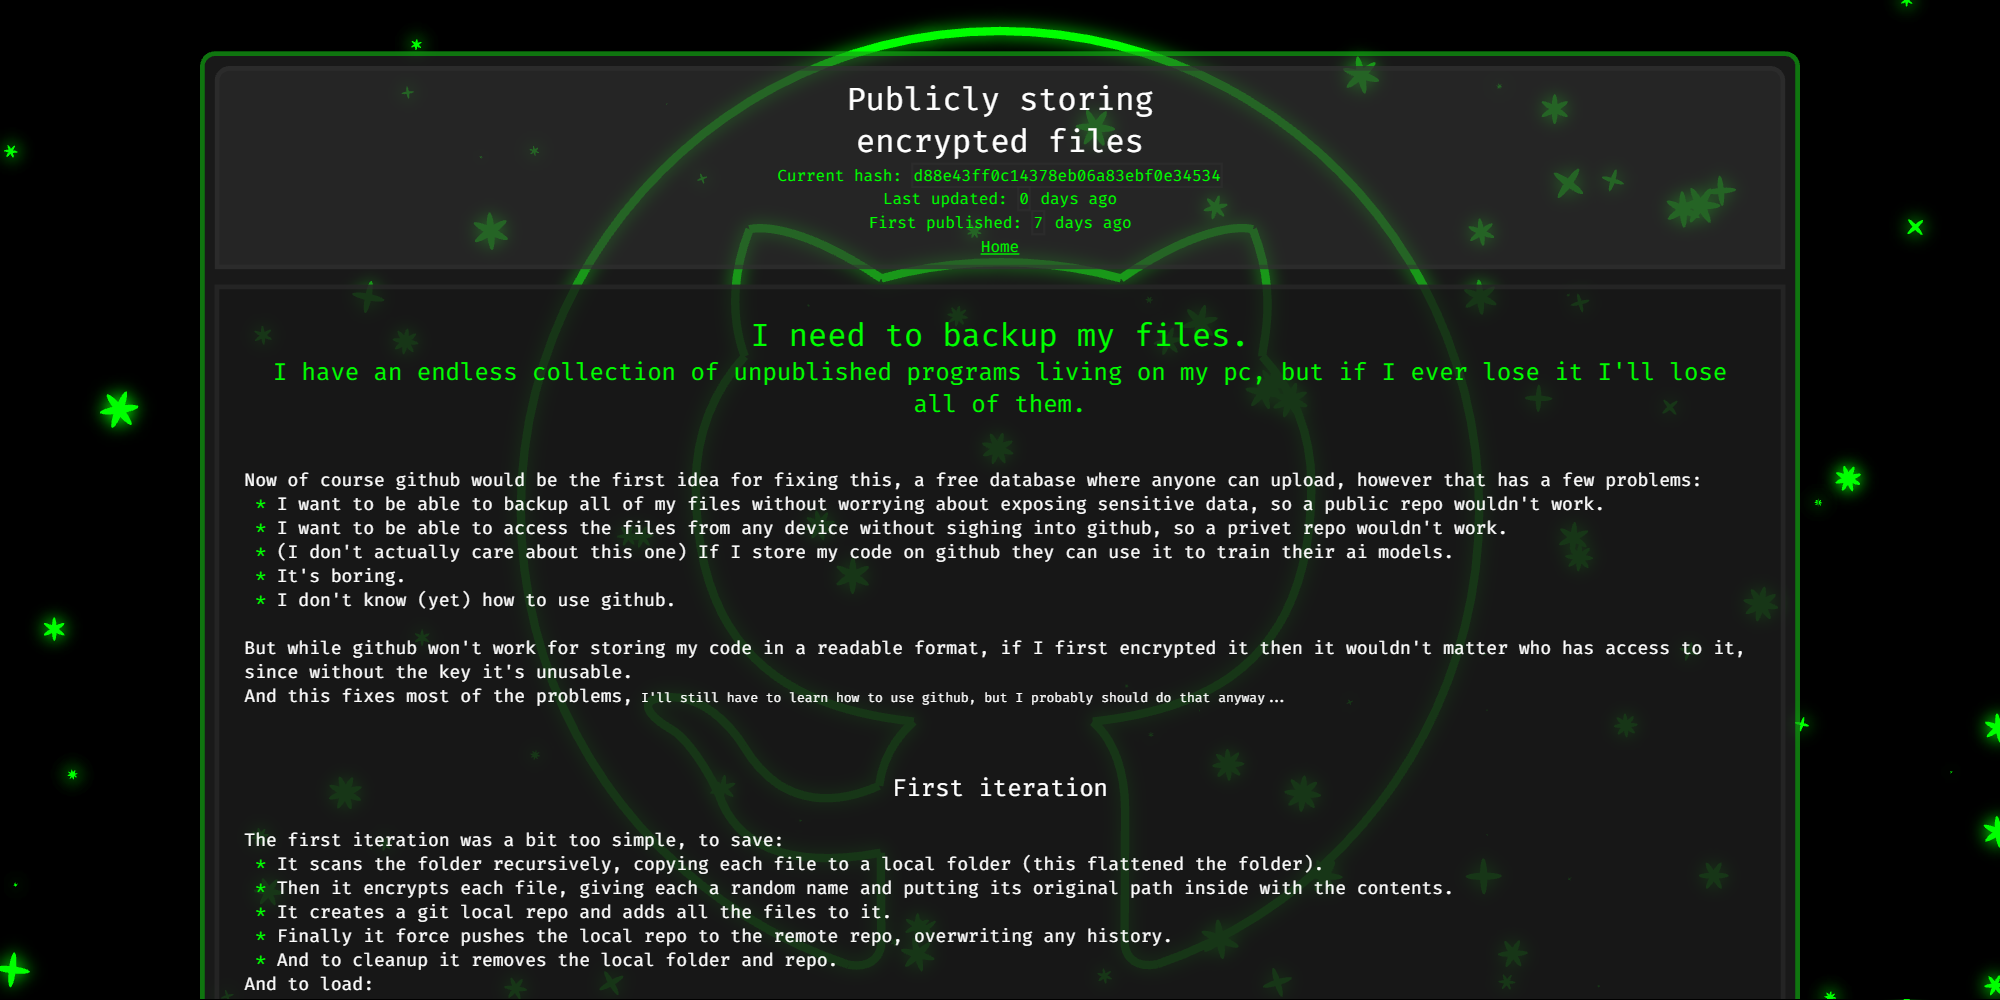 Publicly storing
encrypted files
Current hash: d88e43ff0c14378eb06a83ebf0e34534
Last updated: 0 days ago
First published: 7 days ago
Home
I need to backup my files.
I have an endless collection of unpublished programs living on my pc, but if I ever lose it I'll lose
all of them.
Now of course github would be the first idea for fixing this, a free database where anyone can upload, however that has a few problems:
* I want to be able to backup all of my files without worrying about exposing sensitive data, so a public repo wouldn't work.
* I want to be able to access the files from any device without sighing into github, so a privet repo wouldn't work.
* (I don't actually care about this one) If I store my code on github they can use it to train their ai models.
* It's boring.
* I don't know (yet) how to use github.
But while github won't work for storing my code in a readable format, if I first encrypted it then it wouldn't matter who has access to it,
since without the key it's unusable.
And this fixes most of the problems, I'll still have to learn how to use github, but I probably should do that anyway...
First iteration
The first iteration was a bit too simple, to save:
* It scans the folder recursively, copying each file to a local folder (this flattened the folder).
* Then it encrypts each file, giving each a random name and putting its original path inside with the contents.
* It creates a git local repo and adds all the files to it.
* Finally it force pushes the local repo to the remote repo, overwriting any history.
* And to cleanup it removes the local folder and repo.
And to load: